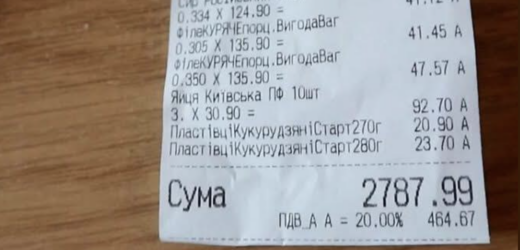 0.334 X 124.90 =
ФілеКУРЯЧЕпорц.ВигодаВаг
0.305 X 135.90 = 41.45 А
ФілеКУРЯЧЕпорц.ВигодаВаг
0.350 X 135.90 = 47.57 А
Яйця Київська ПФ 10шт
3. X 30.90 = 92.70 А
ПластівціКукурудзяніСтарт270г 20.90 А
ПластівціКукурудзяніСтарт280г 23.70 А
Сума 2787.99
ПДВ_А А = 20.00% 464.67